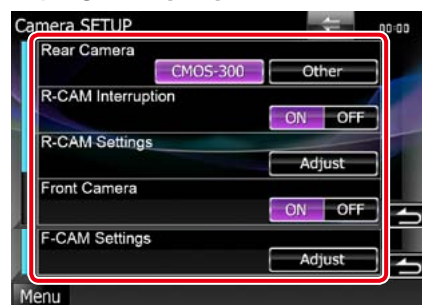 Camera SETUP 00:00
Rear Camera
CMOS-300 Other
R-CAM Interruption
ON OFF
R-CAM Settings
Adjust
Front Camera
ON OFF
F-CAM Settings
Adjust
Menu